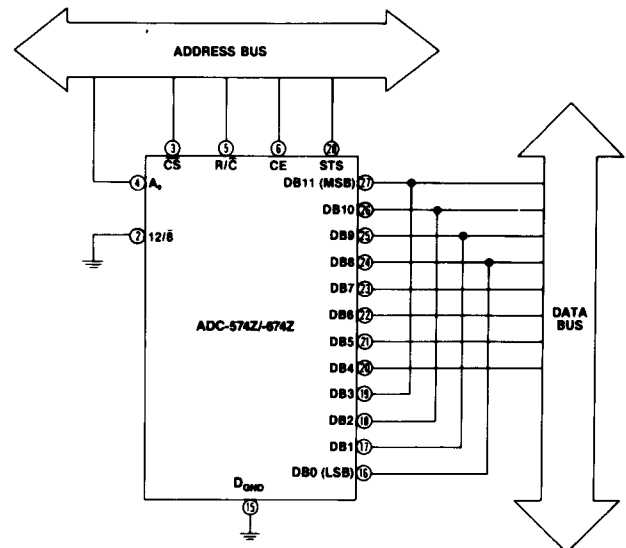 ADDRESS BUS
3 5 6 28
CS R/C CE STS
4 A₀
DB11 (MSB) 27
DB10 26
2 12/8
DB9 25
DB8 24
DB7 23
ADC-574Z/-674Z
DB6 22
DATA
BUS
DB5 21
DB4 20
DB3 19
DB2 18
DB1 17
DB0 (LSB) 16
DGND
15